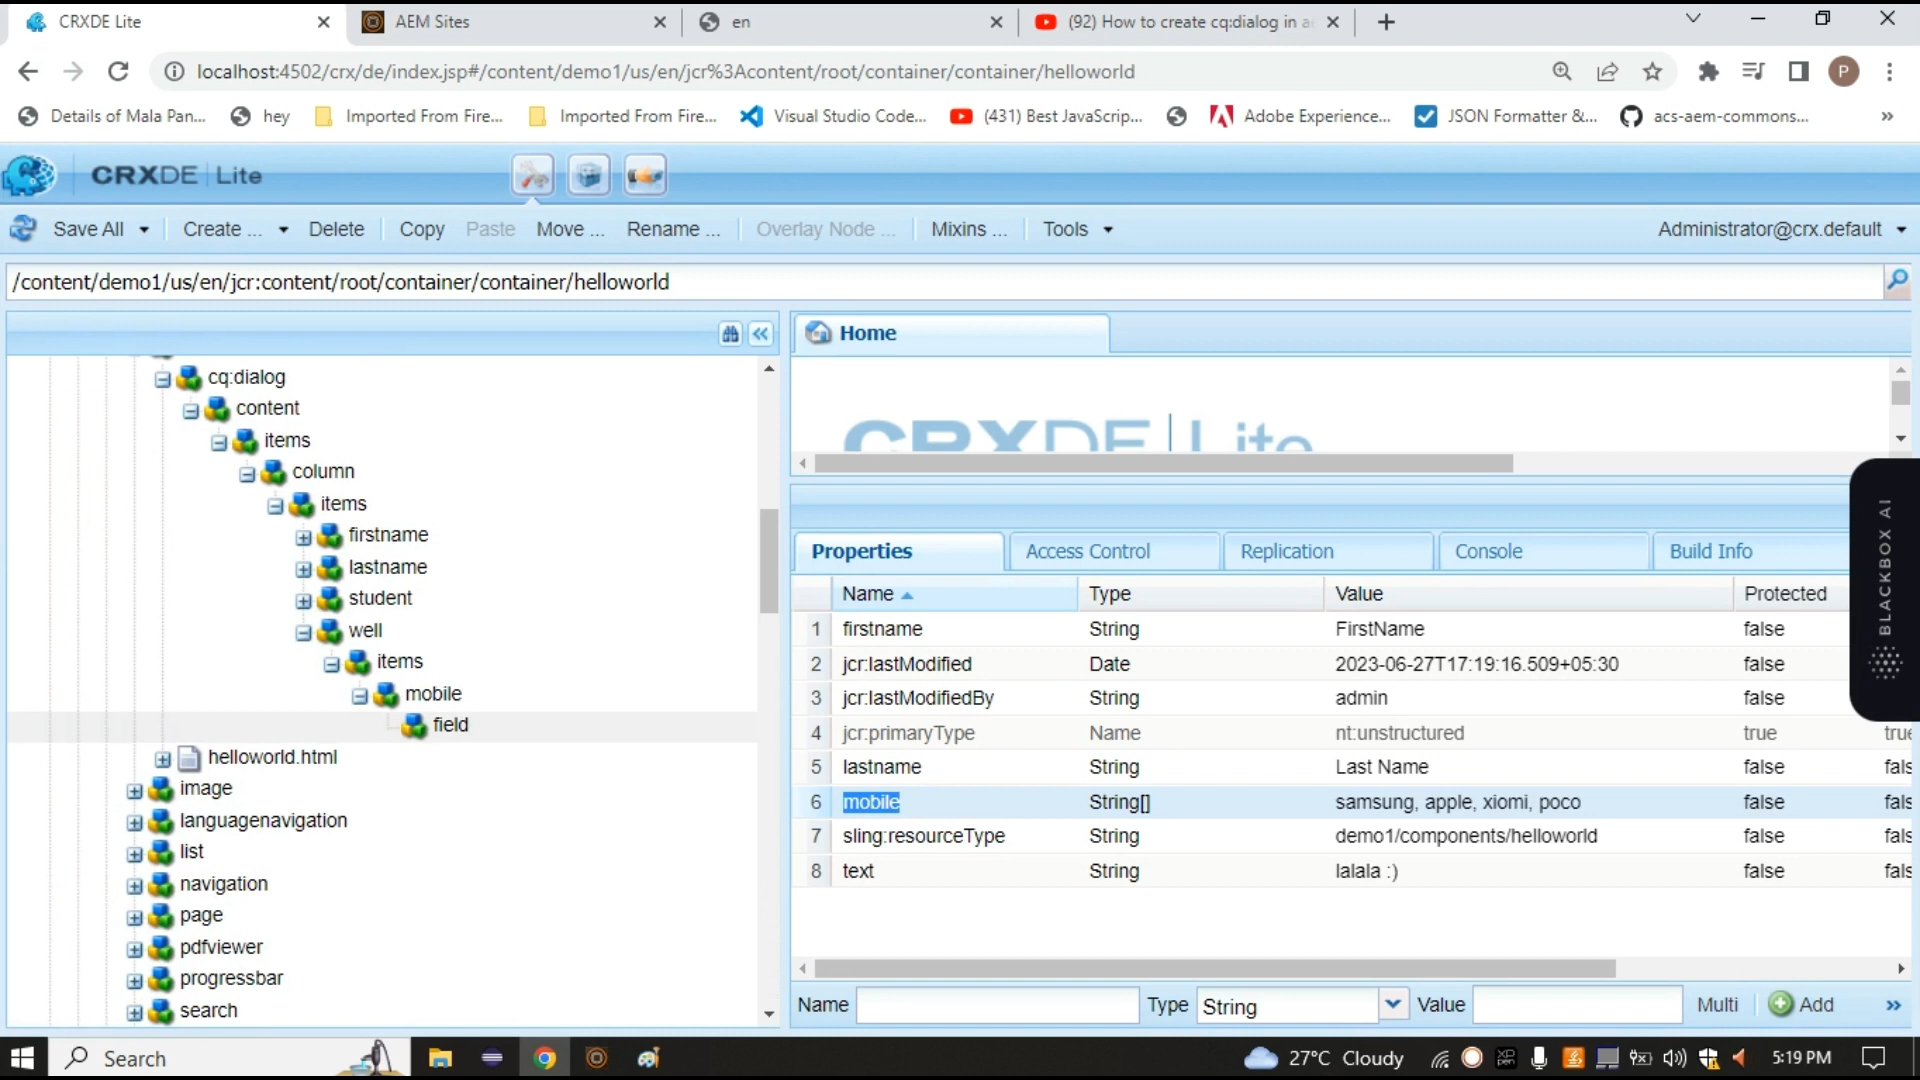 CRXDE Lite
AEM Sites
en
(92) How to create cq:dialog in a
localhost:4502/crx/de/index.jsp#/content/demo1/us/en/jcr%3Acontent/root/container/container/helloworld
P
Details of Mala Pan...
hey
Imported From Fire...
Imported From Fire...
Visual Studio Code...
(431) Best JavaScrip...
Adobe Experience...
JSON Formatter &...
acs-aem-commons...
»
CRXDE | Lite
Save All
Create ...
Delete
Copy
Paste
Move ...
Rename ...
Overlay Node ...
Mixins ...
Tools
Administrator@crx.default
/content/demo1/us/en/jcr:content/root/container/container/helloworld
cq:dialog
content
items
column
items
firstname
lastname
student
well
items
mobile
field
helloworld.html
image
languagenavigation
list
navigation
page
pdfviewer
progressbar
search
Home
CRXDE | Lite
Properties
Access Control
Replication
Console
Build Info
Name Type Value Protected
1 firstname String FirstName false
2 jcr:lastModified Date 2023-06-27T17:19:16.509+05:30 false
3 jcr:lastModifiedBy String admin false
4 jcr:primaryType Name nt:unstructured true true
5 lastname String Last Name false fals
6 mobile String[] samsung, apple, xiomi, poco false fals
7 sling:resourceType String demo1/components/helloworld false fals
8 text String lalala :) false fals
Name Type String Value Multi Add »
BLACKBOX AI
Search
27°C Cloudy
5:19 PM